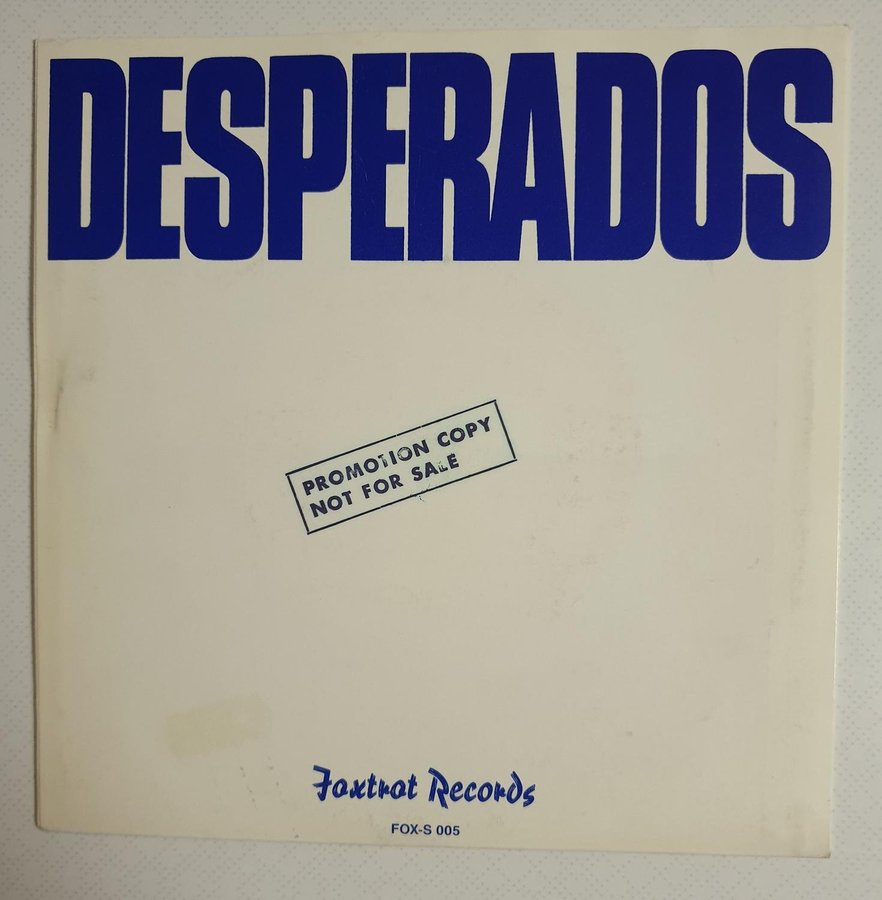 DESPERADOS
PROMOTION COPY
NOT FOR SALE
Foxtrot Records
FOX-S 005